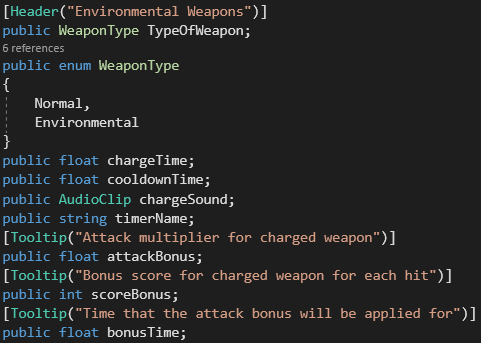 [Header("Environmental Weapons")]
public WeaponType TypeOfWeapon;
6 references
public enum WeaponType
{
    Normal,
    Environmental
}
public float chargeTime;
public float cooldownTime;
public AudioClip chargeSound;
public string timerName;
[Tooltip("Attack multiplier for charged weapon")]
public float attackBonus;
[Tooltip("Bonus score for charged weapon for each hit")]
public int scoreBonus;
[Tooltip("Time that the attack bonus will be applied for")]
public float bonusTime;